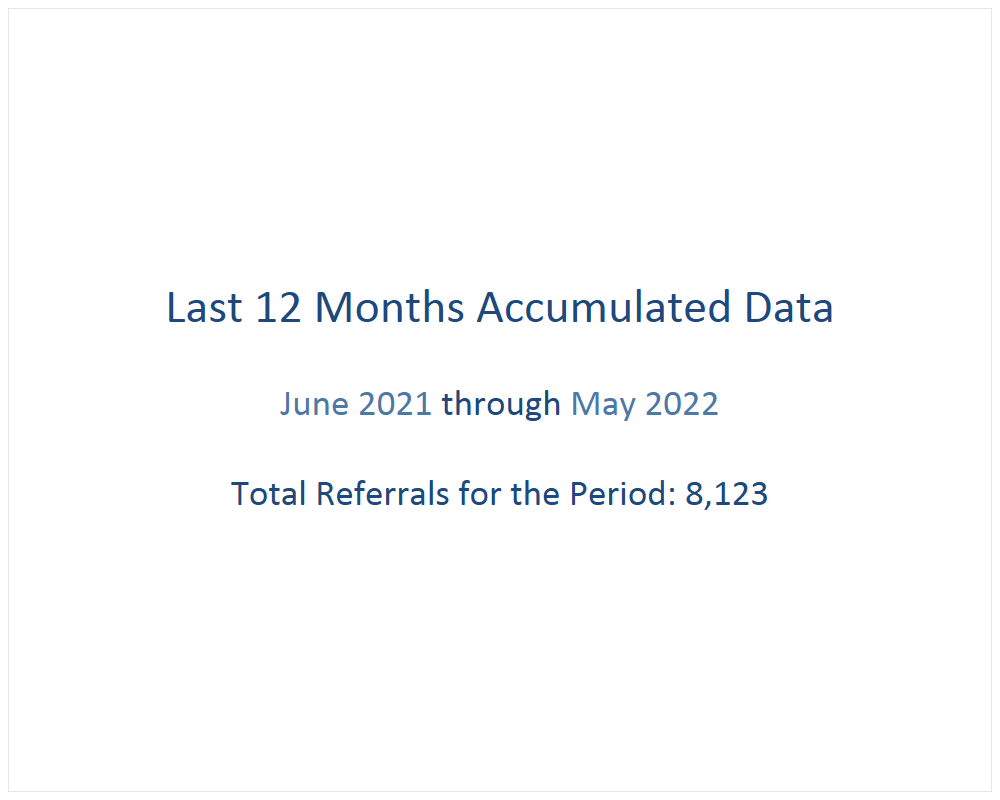 Last 12 Months Accumulated Data
June 2021 through May 2022
Total Referrals for the Period: 8,123